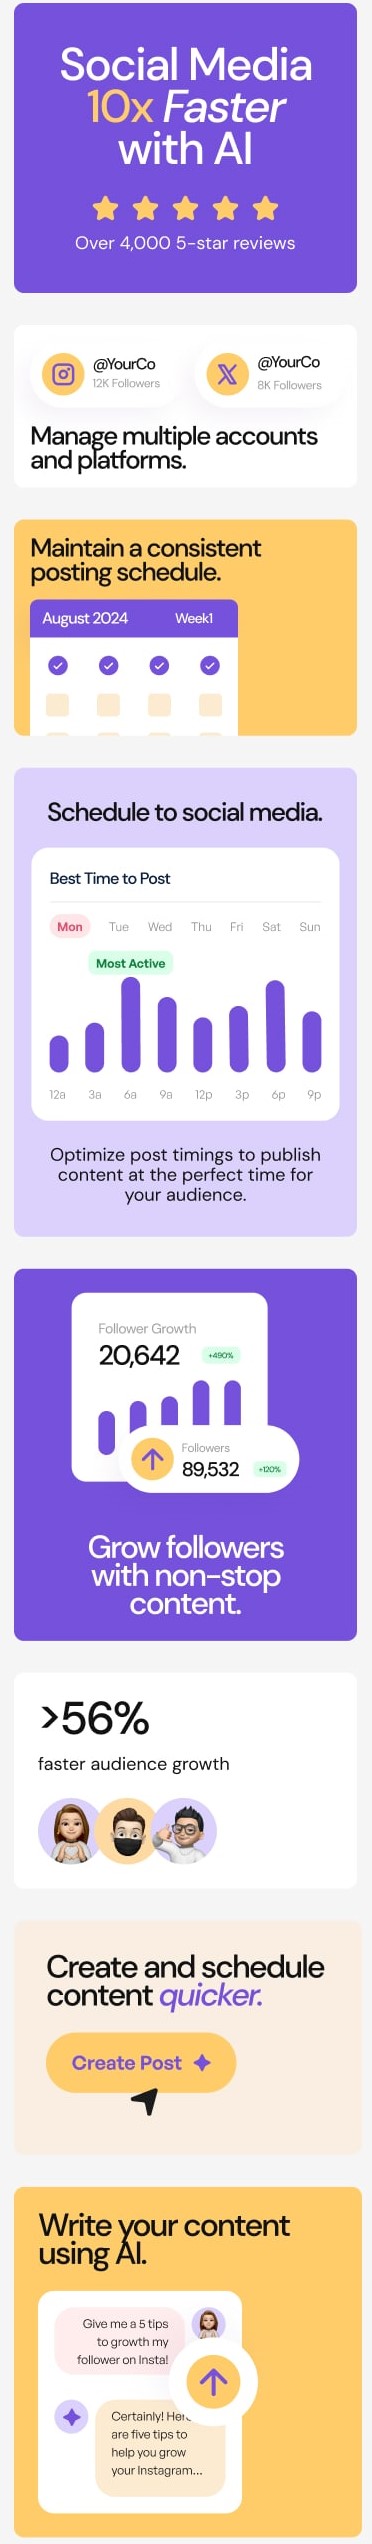 Social Media
10x Faster
with AI
Over 4,000 5-star reviews
@YourCo
12K Followers
@YourCo
8K Followers
Manage multiple accounts
and platforms.
Maintain a consistent
posting schedule.
August 2024 Week1
Schedule to social media.
Best Time to Post
Mon Tue Wed Thu Fri Sat Sun
Most Active
12a 3a 6a 9a 12p 3p 6p 9p
Optimize post timings to publish
content at the perfect time for
your audience.
Follower Growth
20,642 +490%
Followers
89,532 +120%
Grow followers
with non-stop
content.
>56%
faster audience growth
Create and schedule
content quicker.
Create Post
Write your content
using AI.
Give me a 5 tips
to growth my
follower on Insta!
Certainly! Here
are five tips to
help you grow
your Instagram...